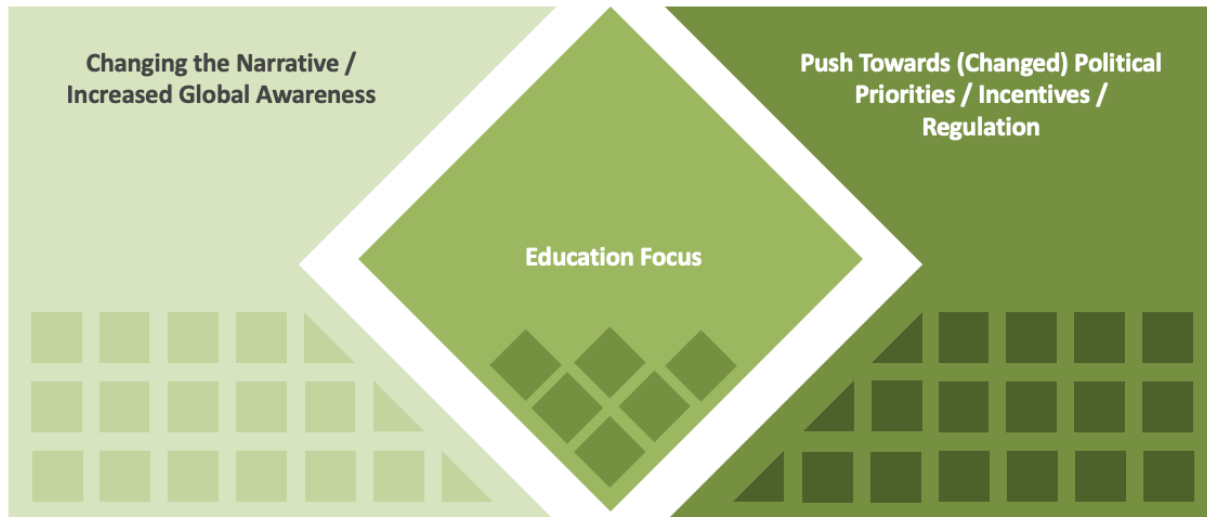 Changing the Narrative /
Increased Global Awareness
Education Focus
Push Towards (Changed) Political
Priorities / Incentives /
Regulation